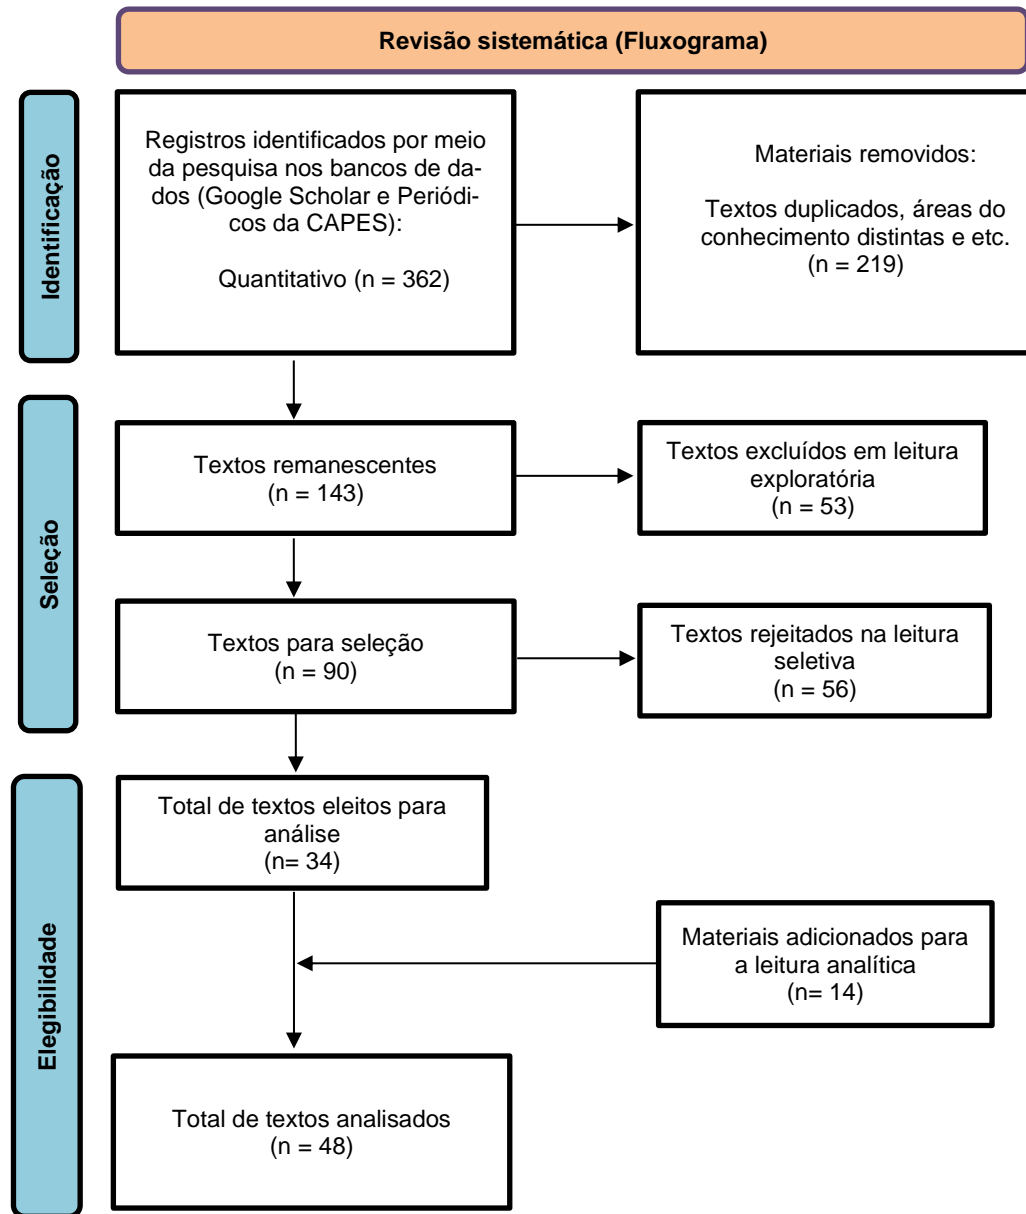 Revisão sistemática (Fluxograma)
Identificação
Registros identificados por meio
da pesquisa nos bancos de da-
dos (Google Scholar e Periódi-
cos da CAPES):
Quantitativo (n = 362)
Materiais removidos:
Textos duplicados, áreas do
conhecimento distintas e etc.
(n = 219)
Seleção
Textos remanescentes
(n = 143)
Textos excluídos em leitura
exploratória
(n = 53)
Textos para seleção
(n = 90)
Textos rejeitados na leitura
seletiva
(n = 56)
Elegibilidade
Total de textos eleitos para
análise
(n= 34)
Materiais adicionados para
a leitura analítica
(n= 14)
Total de textos analisados
(n = 48)